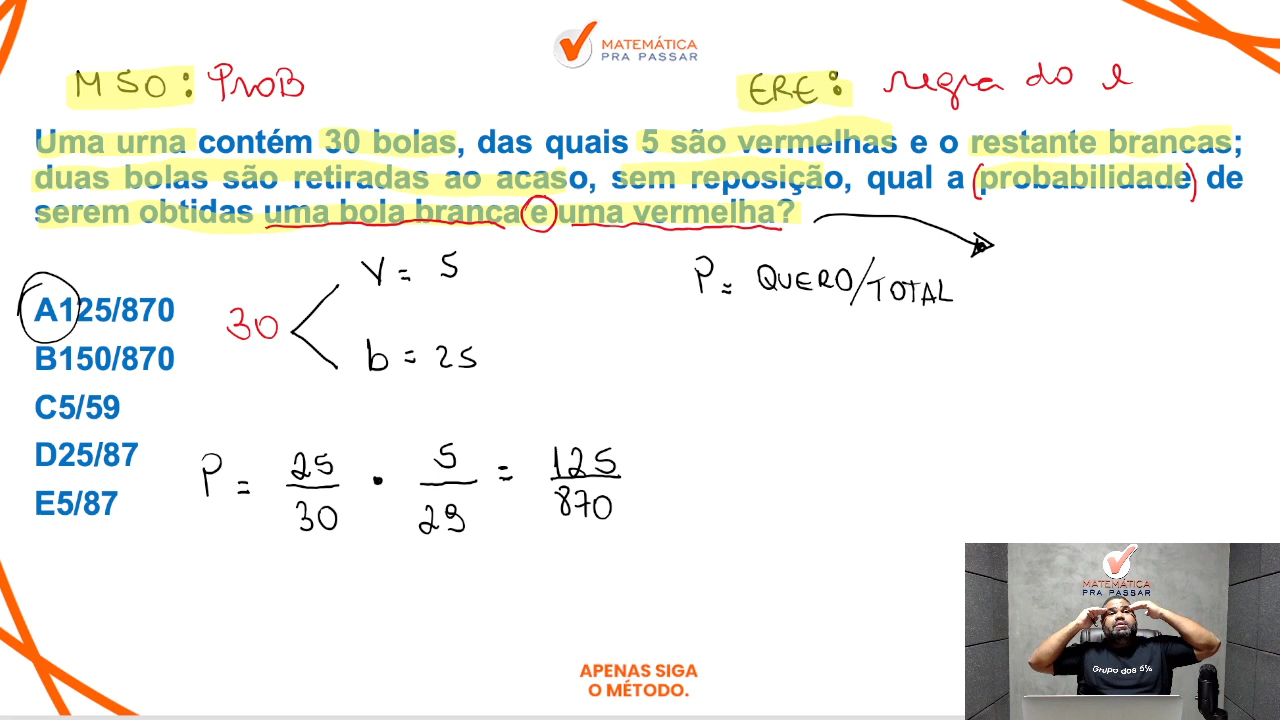 MATEMÁTICA
PRA PASSAR
MSO: PROB
ERE: regra do e
Uma urna contém 30 bolas, das quais 5 são vermelhas e o restante brancas;
duas bolas são retiradas ao acaso, sem reposição, qual a (probabilidade) de
serem obtidas uma bola branca e uma vermelha?
V = 5
P = QUERO/TOTAL
A125/870
30
B150/870
b = 25
C5/59
D25/87
P = 25/30 . 5/29 = 125/870
E5/87
MATEMÁTICA
PRA PASSAR
Grupo dos 5%
APENAS SIGA
O MÉTODO.